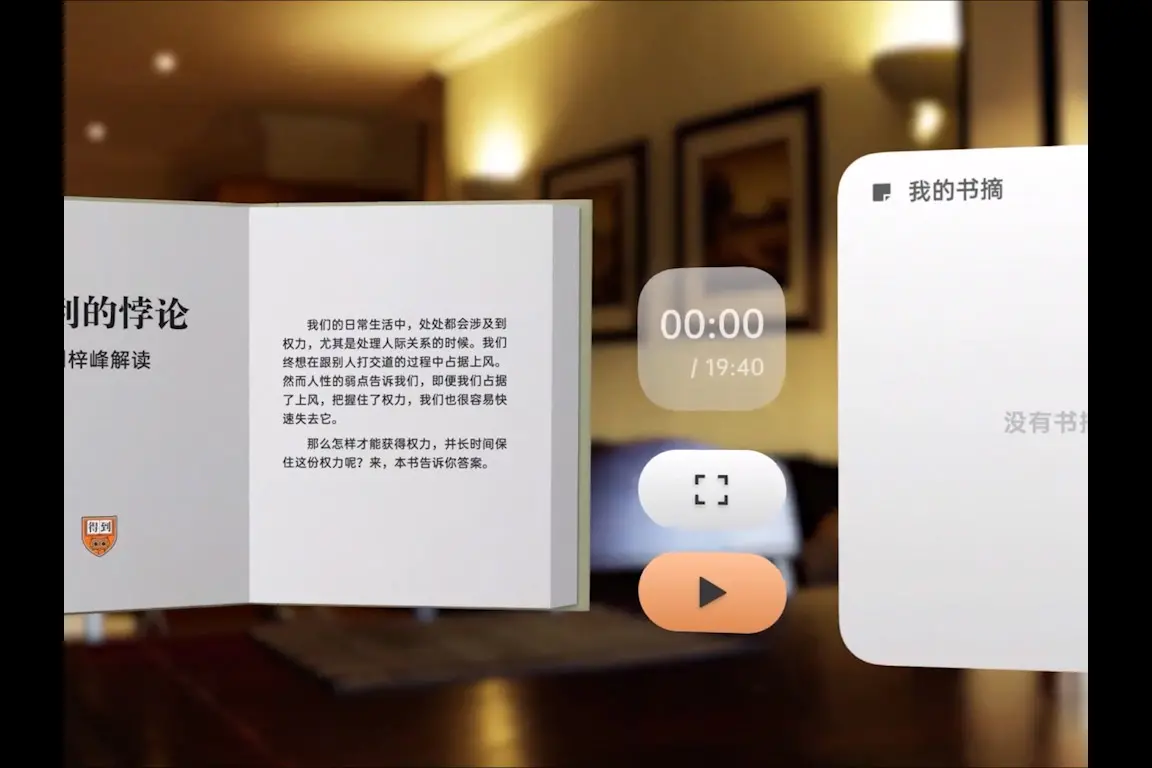 利的悖论
梓峰解读
得到
我们的日常生活中，处处都会涉及到
权力，尤其是处理人际关系的时候。我们
终想在跟别人打交道的过程中占据上风。
然而人性的弱点告诉我们，即便我们占据
了上风，把握住了权力，我们也很容易快
速失去它。
那么怎样才能获得权力，并长时间保
住这份权力呢？来，本书告诉你答案。
00:00
/ 19:40
我的书摘
没有书摘